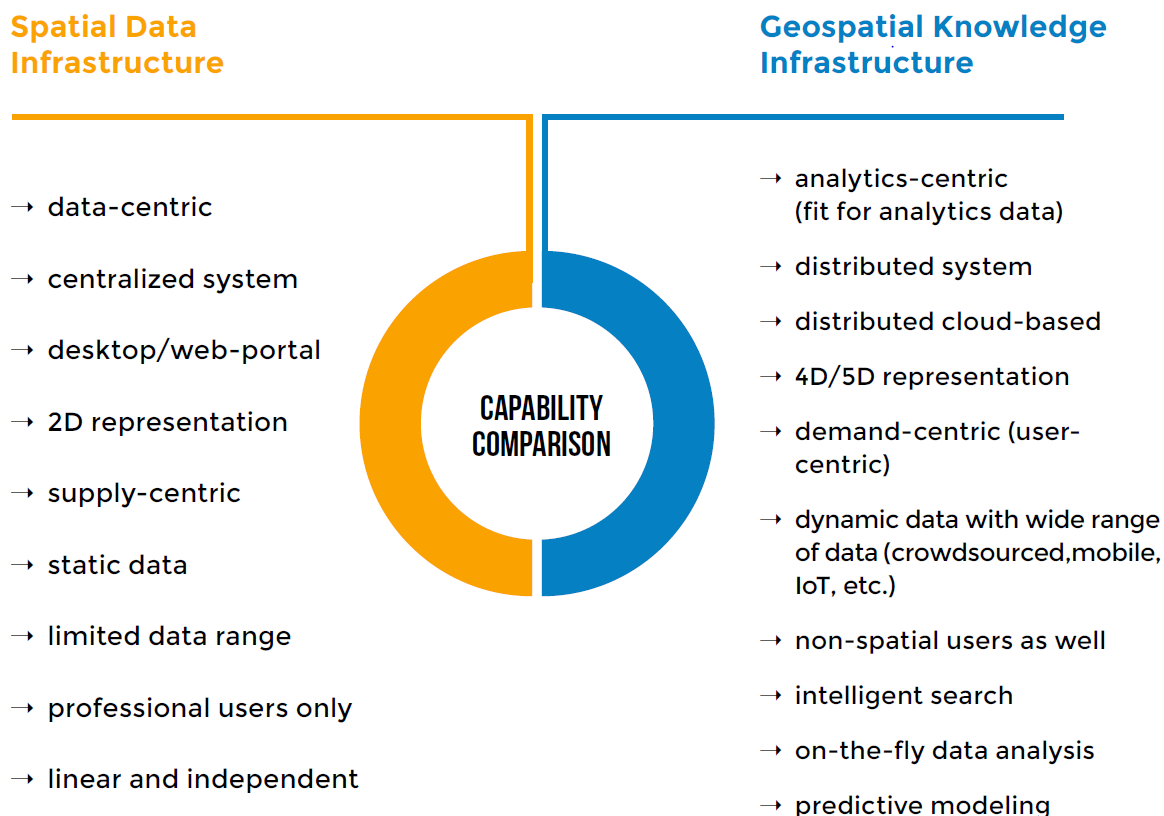 Spatial Data
Infrastructure
→ data-centric
→ centralized system
→ desktop/web-portal
→ 2D representation
→ supply-centric
→ static data
→ limited data range
→ professional users only
→ linear and independent
CAPABILITY
COMPARISON
Geospatial Knowledge
Infrastructure
→ analytics-centric
(fit for analytics data)
→ distributed system
→ distributed cloud-based
→ 4D/5D representation
→ demand-centric (user-
centric)
→ dynamic data with wide range
of data (crowdsourced,mobile,
IoT, etc.)
→ non-spatial users as well
→ intelligent search
→ on-the-fly data analysis
→ predictive modeling